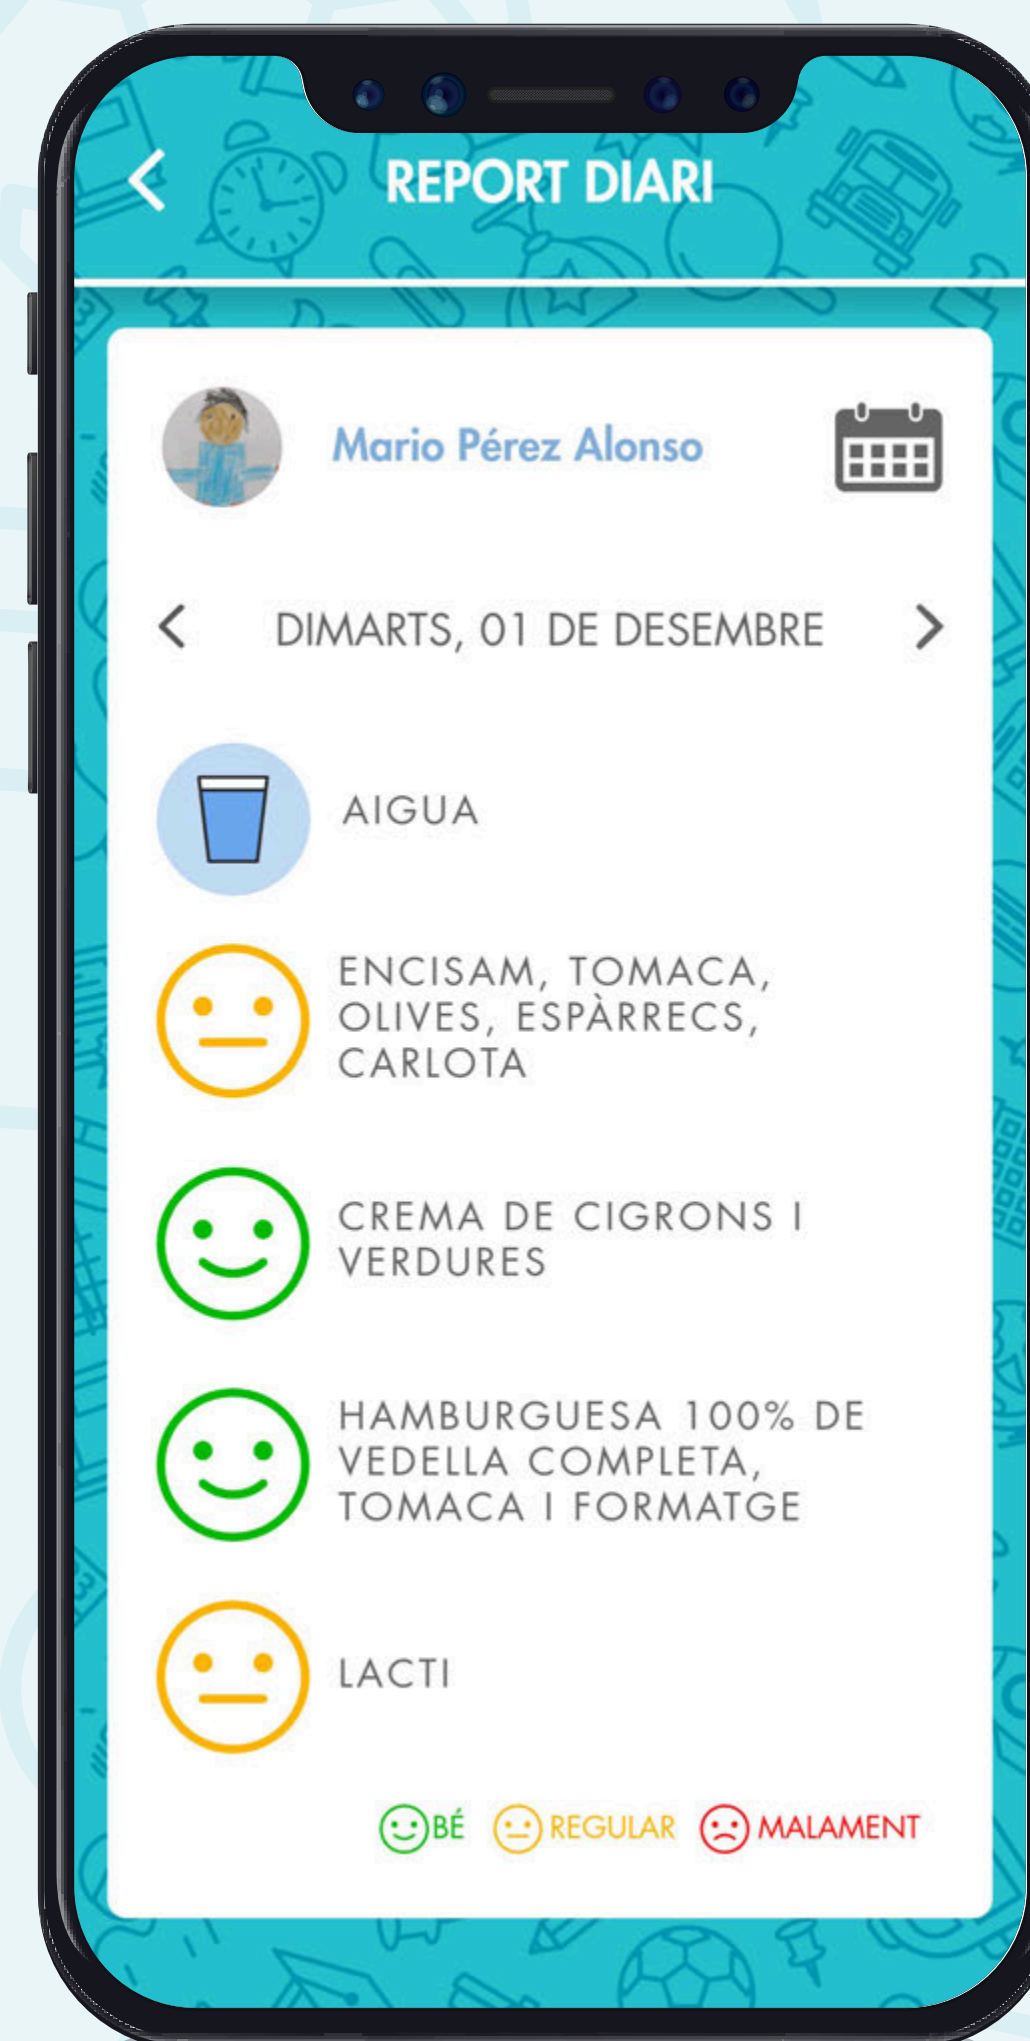 REPORT DIARI
Mario Pérez Alonso
DIMARTS, 01 DE DESEMBRE
AIGUA
ENCISAM, TOMACA,
OLIVES, ESPÀRRECS,
CARLOTA
CREMA DE CIGRONS I
VERDURES
HAMBURGUESA 100% DE
VEDELLA COMPLETA,
TOMACA I FORMATGE
LACTI
BÉ REGULAR MALAMENT